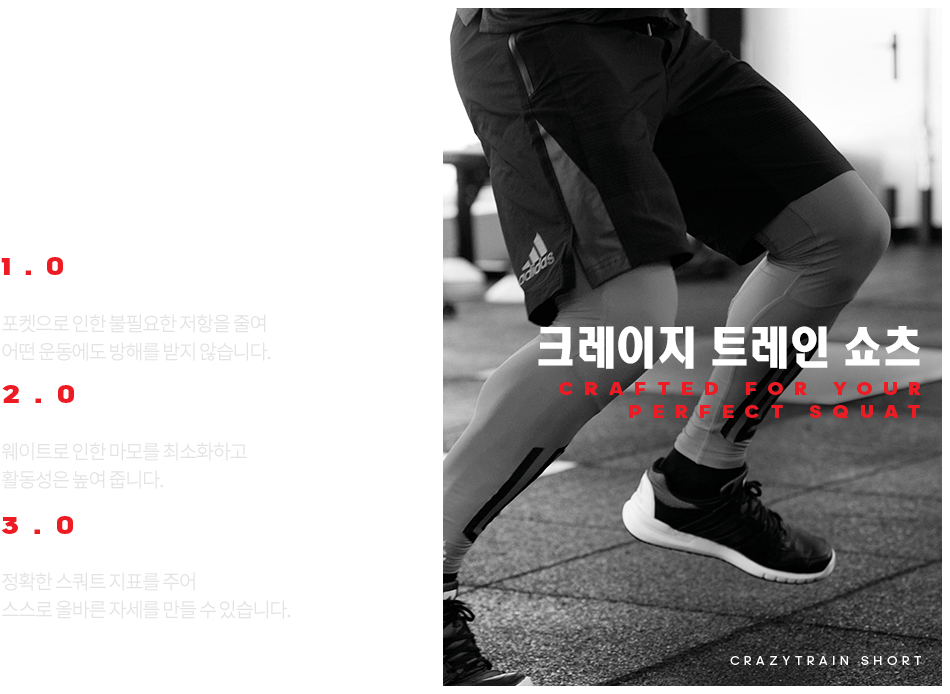 1.0
포켓으로 인한 불필요한 저항을 줄여
어떤 운동에도 방해를 받지 않습니다.
2.0
웨이트로 인한 마모를 최소화하고
활동성은 높여 줍니다.
3.0
정확한 스쿼트 지표를 주어
스스로 올바른 자세를 만들 수 있습니다.
adidas
크레이지 트레인 쇼츠
CRAFTED FOR YOUR
PERFECT SQUAT
CRAZYTRAIN SHORT